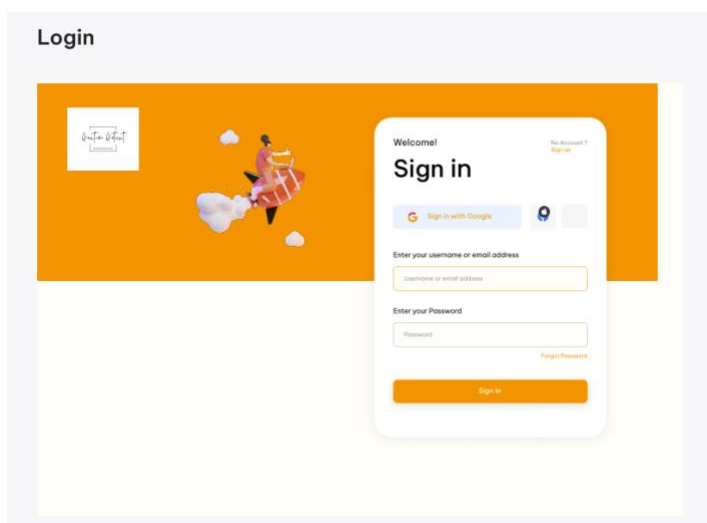 Login
Welcome!
No Account ?
Sign up
Sign in
Sign in with Google
Enter your username or email address
Username or email address
Enter your Password
Password
Forgot Password
Sign in